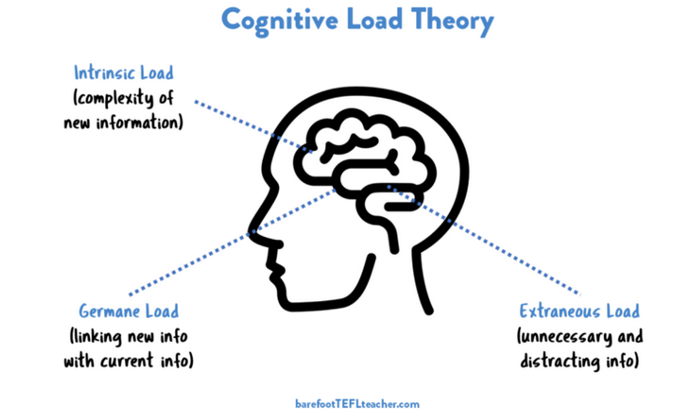 Cognitive Load Theory
Intrinsic Load
(complexity of
new information)
Germane Load
(linking new info
with current info)
Extraneous Load
(unnecessary and
distracting info)
barefootTEFLteacher.com